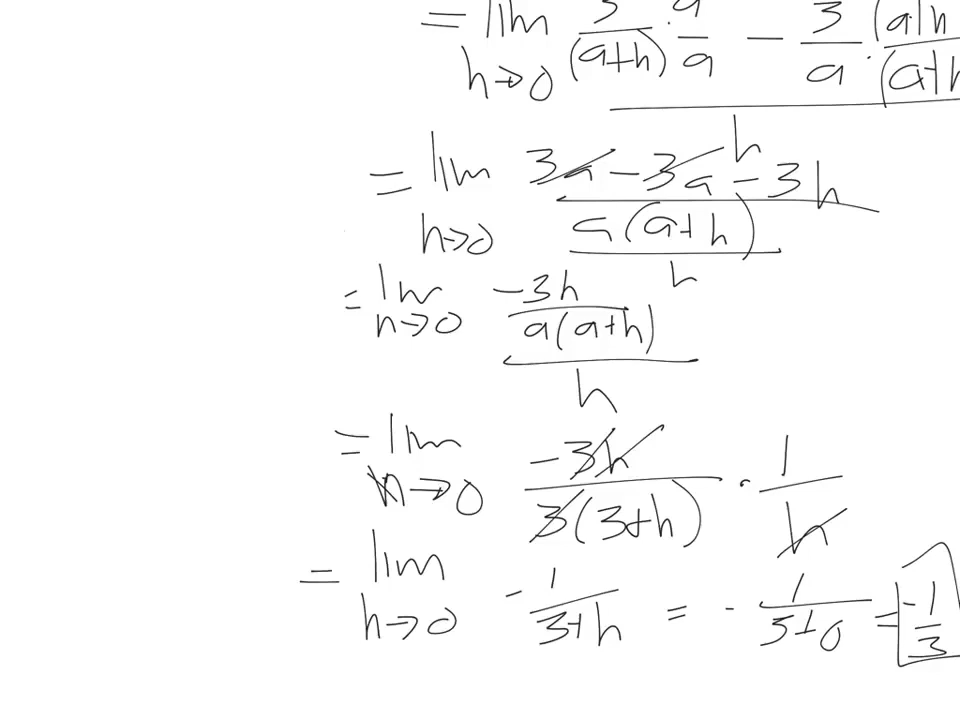 = lim h→0 3/(a+h) · a/a − 3/a · (a+h)/(a+h)
h
= lim h→0 3a − 3a − 3h
a(a+h)
h
= lim h→0 −3h
a(a+h)
h
= lim h→0 −3h/3(3+h) · 1/h
= lim h→0 −1/3+h = −1/3+0 = −1/3